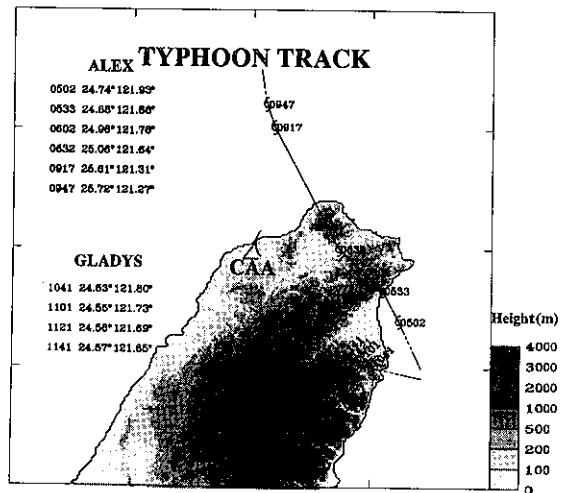 TYPHOON TRACK
ALEX
0502 24.74° 121.93°
0533 24.88° 121.86°
0602 24.96° 121.76°
0632 25.06° 121.64°
0917 25.61° 121.31°
0947 25.72° 121.27°
0947
0917
GLADYS
1041 24.53° 121.80°
1101 24.55° 121.73°
1121 24.56° 121.69°
1141 24.57° 121.65°
CAA
0533
0502
Height(m)
4000
3000
2000
1000
500
200
100
0